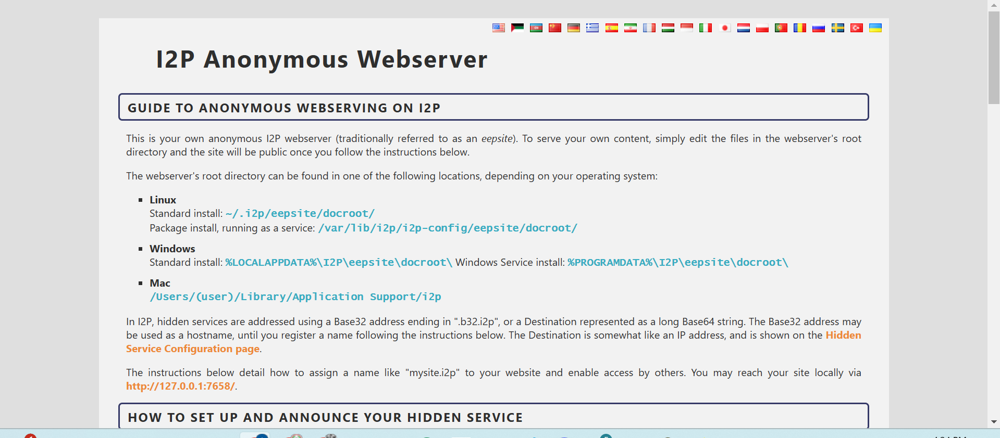 I2P Anonymous Webserver
GUIDE TO ANONYMOUS WEBSERVING ON I2P
This is your own anonymous I2P webserver (traditionally referred to as an eepsite). To serve your own content, simply edit the files in the webserver's root
directory and the site will be public once you follow the instructions below.
The webserver's root directory can be found in one of the following locations, depending on your operating system:
Linux
Standard install: ~/.i2p/eepsite/docroot/
Package install, running as a service: /var/lib/i2p/i2p-config/eepsite/docroot/
Windows
Standard install: %LOCALAPPDATA%\I2P\eepsite\docroot\ Windows Service install: %PROGRAMDATA%\I2P\eepsite\docroot\
Mac
/Users/(user)/Library/Application Support/i2p
In I2P, hidden services are addressed using a Base32 address ending in ".b32.i2p", or a Destination represented as a long Base64 string. The Base32 address may
be used as a hostname, until you register a name following the instructions below. The Destination is somewhat like an IP address, and is shown on the Hidden
Service Configuration page.
The instructions below detail how to assign a name like "mysite.i2p" to your website and enable access by others. You may reach your site locally via
http://127.0.0.1:7658/.
HOW TO SET UP AND ANNOUNCE YOUR HIDDEN SERVICE